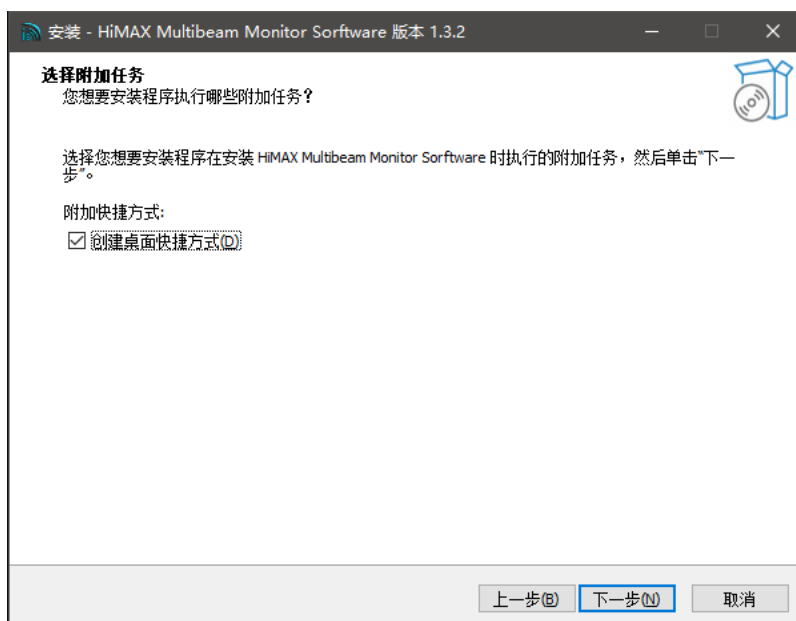 安装 - HiMAX Multibeam Monitor Sorftware 版本 1.3.2
选择附加任务
您想要安装程序执行哪些附加任务？
选择您想要安装程序在安装 HiMAX Multibeam Monitor Sorftware 时执行的附加任务，然后单击“下一
步”。
附加快捷方式:
创建桌面快捷方式(D)
上一步(B) 下一步(N) 取消